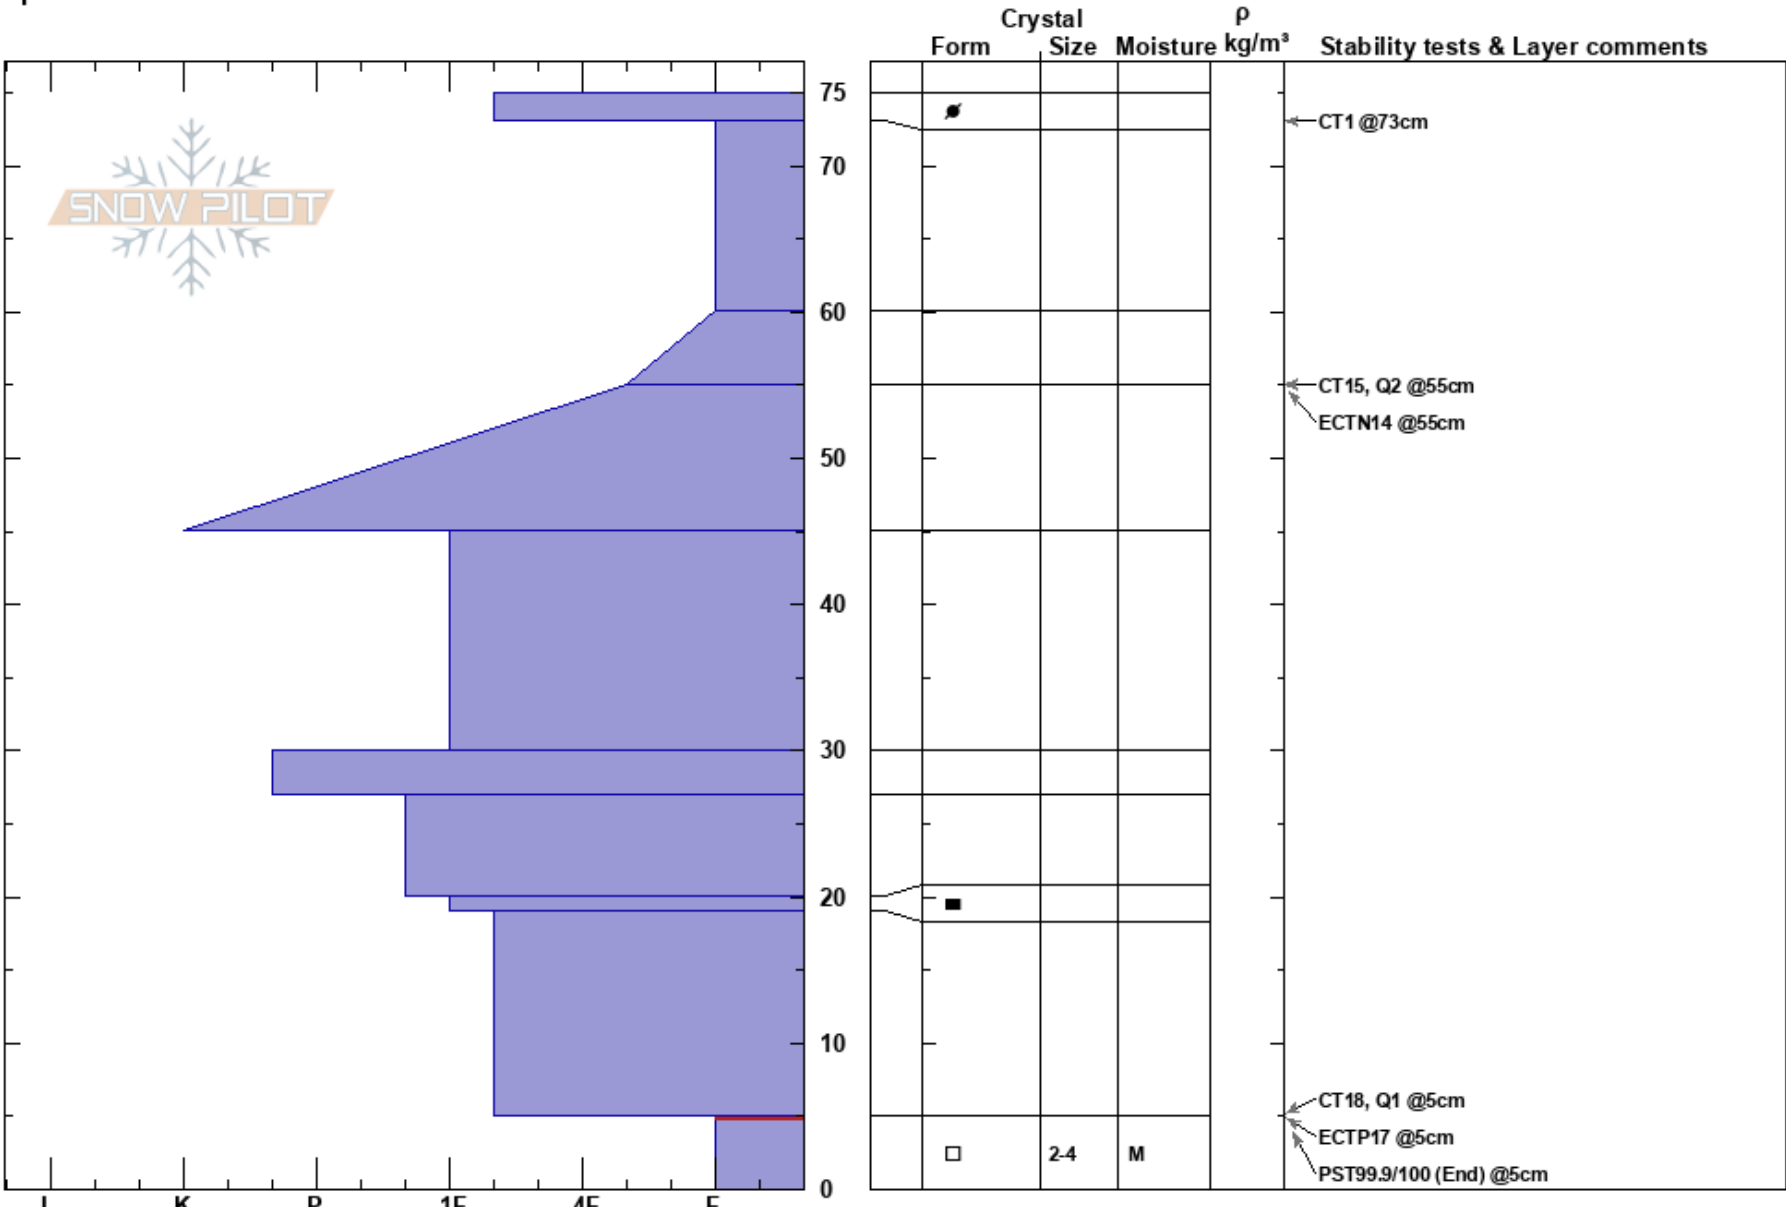 Crystal
ρ
Form Size Moisture kg/m³ Stability tests & Layer comments
SNOW PILOT
75
70
60
50
40
30
20
10
0
CT1 @73cm
CT15, Q2 @55cm
ECTN14 @55cm
CT18, Q1 @5cm
ECTP17 @5cm
2-4 M
PST99.9/100 (End) @5cm
I K P 1F 4F F